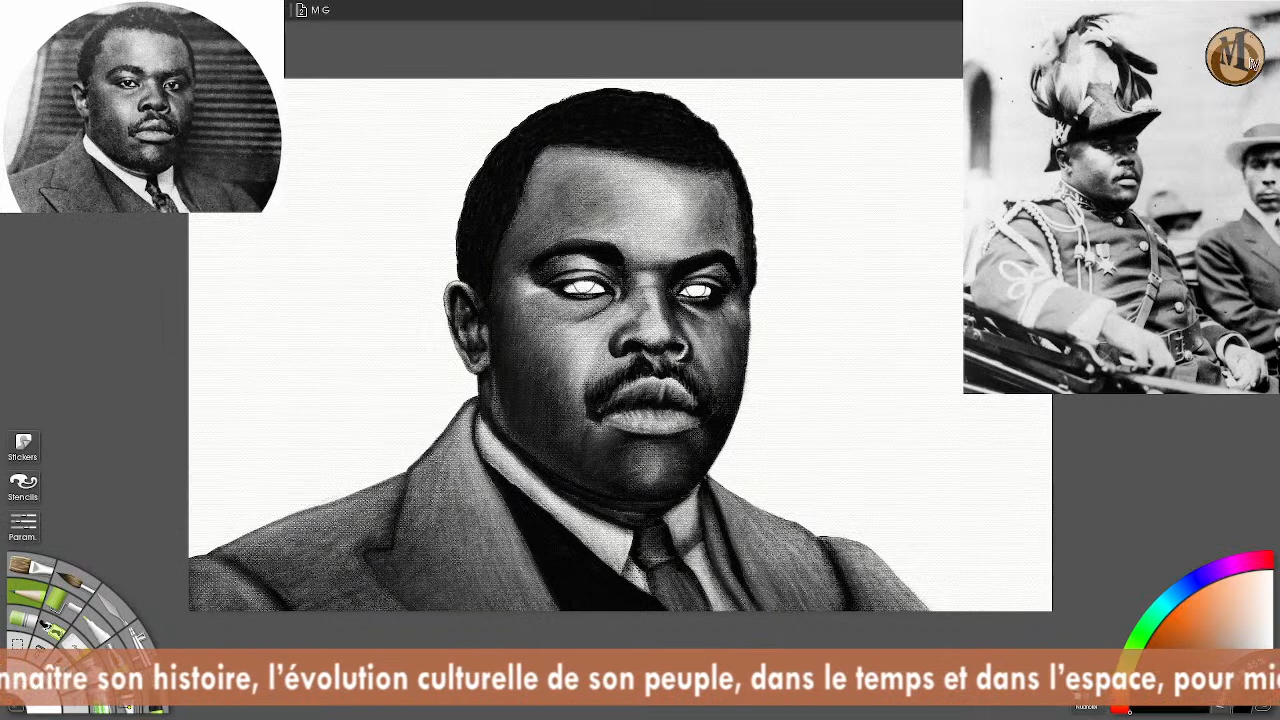 M G
Stickers
Stencils
Param.
nnaître son histoire, l'évolution culturelle de son peuple, dans le temps et dans l'espace, pour mi